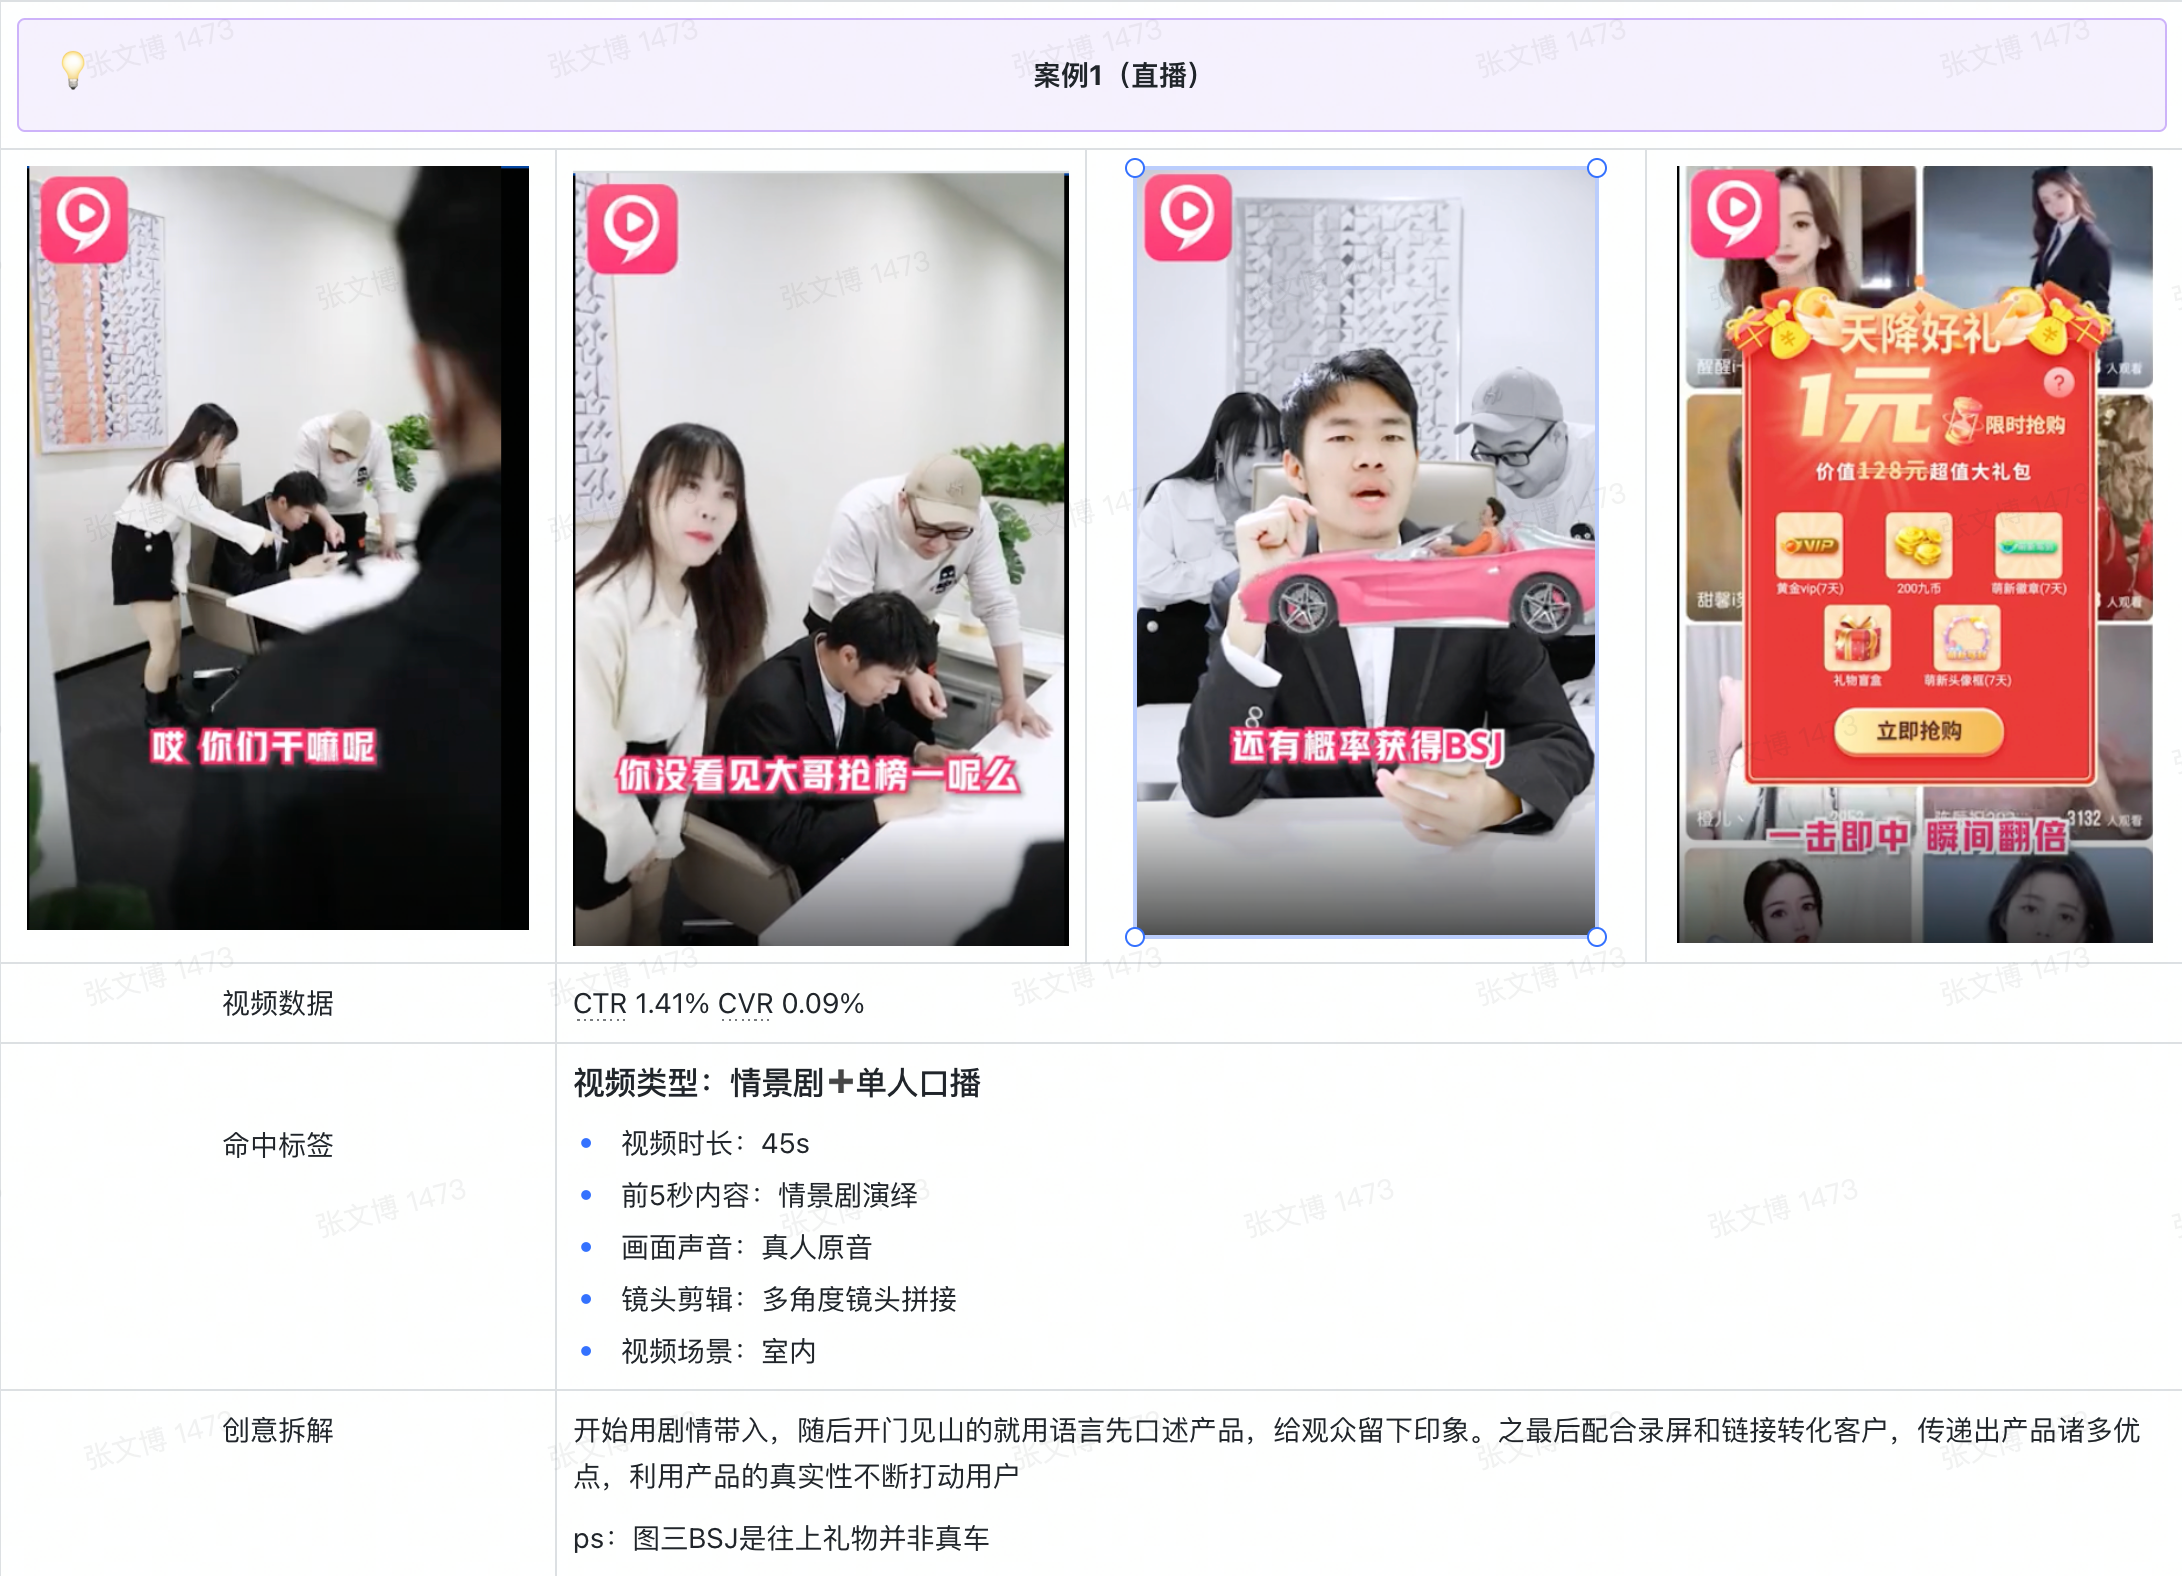 案例1（直播）
哎 你们干嘛呢
你没看见大哥抢榜一呢么
还有概率获得BSJ
人观看
天降好礼
1元
限时抢购
?
价值128元超值大礼包
VIP
黄金vip(7天)
200九币
萌新徽章(7天)
人观看
礼物盲盒
萌新头像框(7天)
立即抢购
3132 人观看
一击即中 瞬间翻倍
视频数据
CTR 1.41% CVR 0.09%
命中标签
视频类型：情景剧➕单人口播
视频时长：45s
前5秒内容：情景剧演绎
画面声音：真人原音
镜头剪辑：多角度镜头拼接
视频场景：室内
创意拆解
开始用剧情带入，随后开门见山的就用语言先口述产品，给观众留下印象。之最后配合录屏和链接转化客户，传递出产品诸多优
点，利用产品的真实性不断打动用户
ps：图三BSJ是往上礼物并非真车
张文博 1473